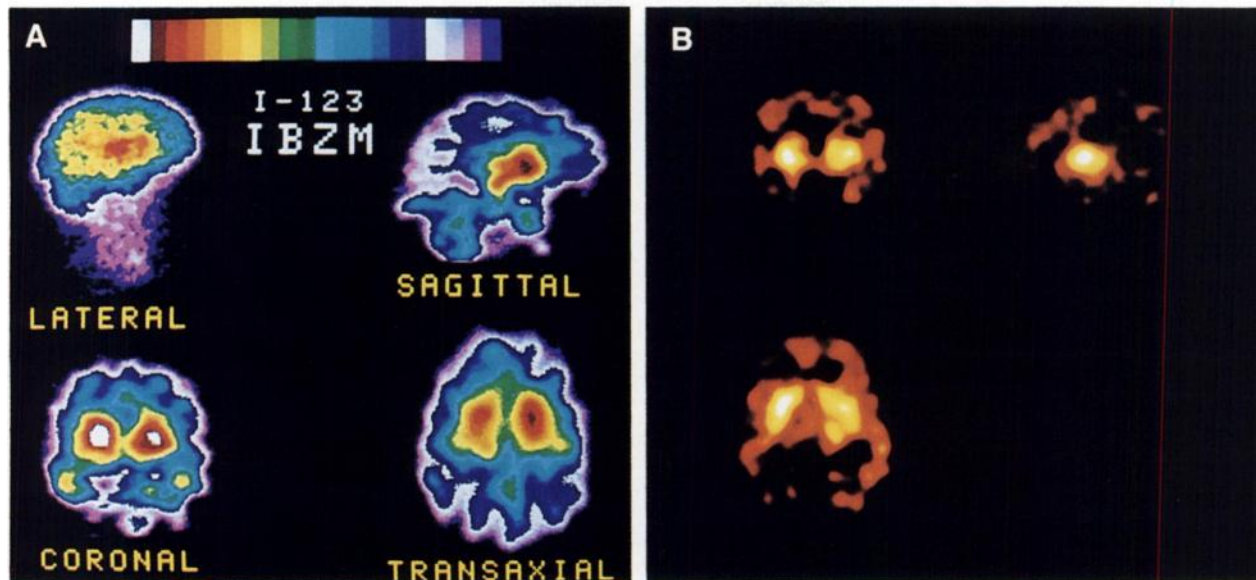 A
I-123
IBZM
LATERAL
SAGITTAL
CORONAL
TRANSAXIAL
B